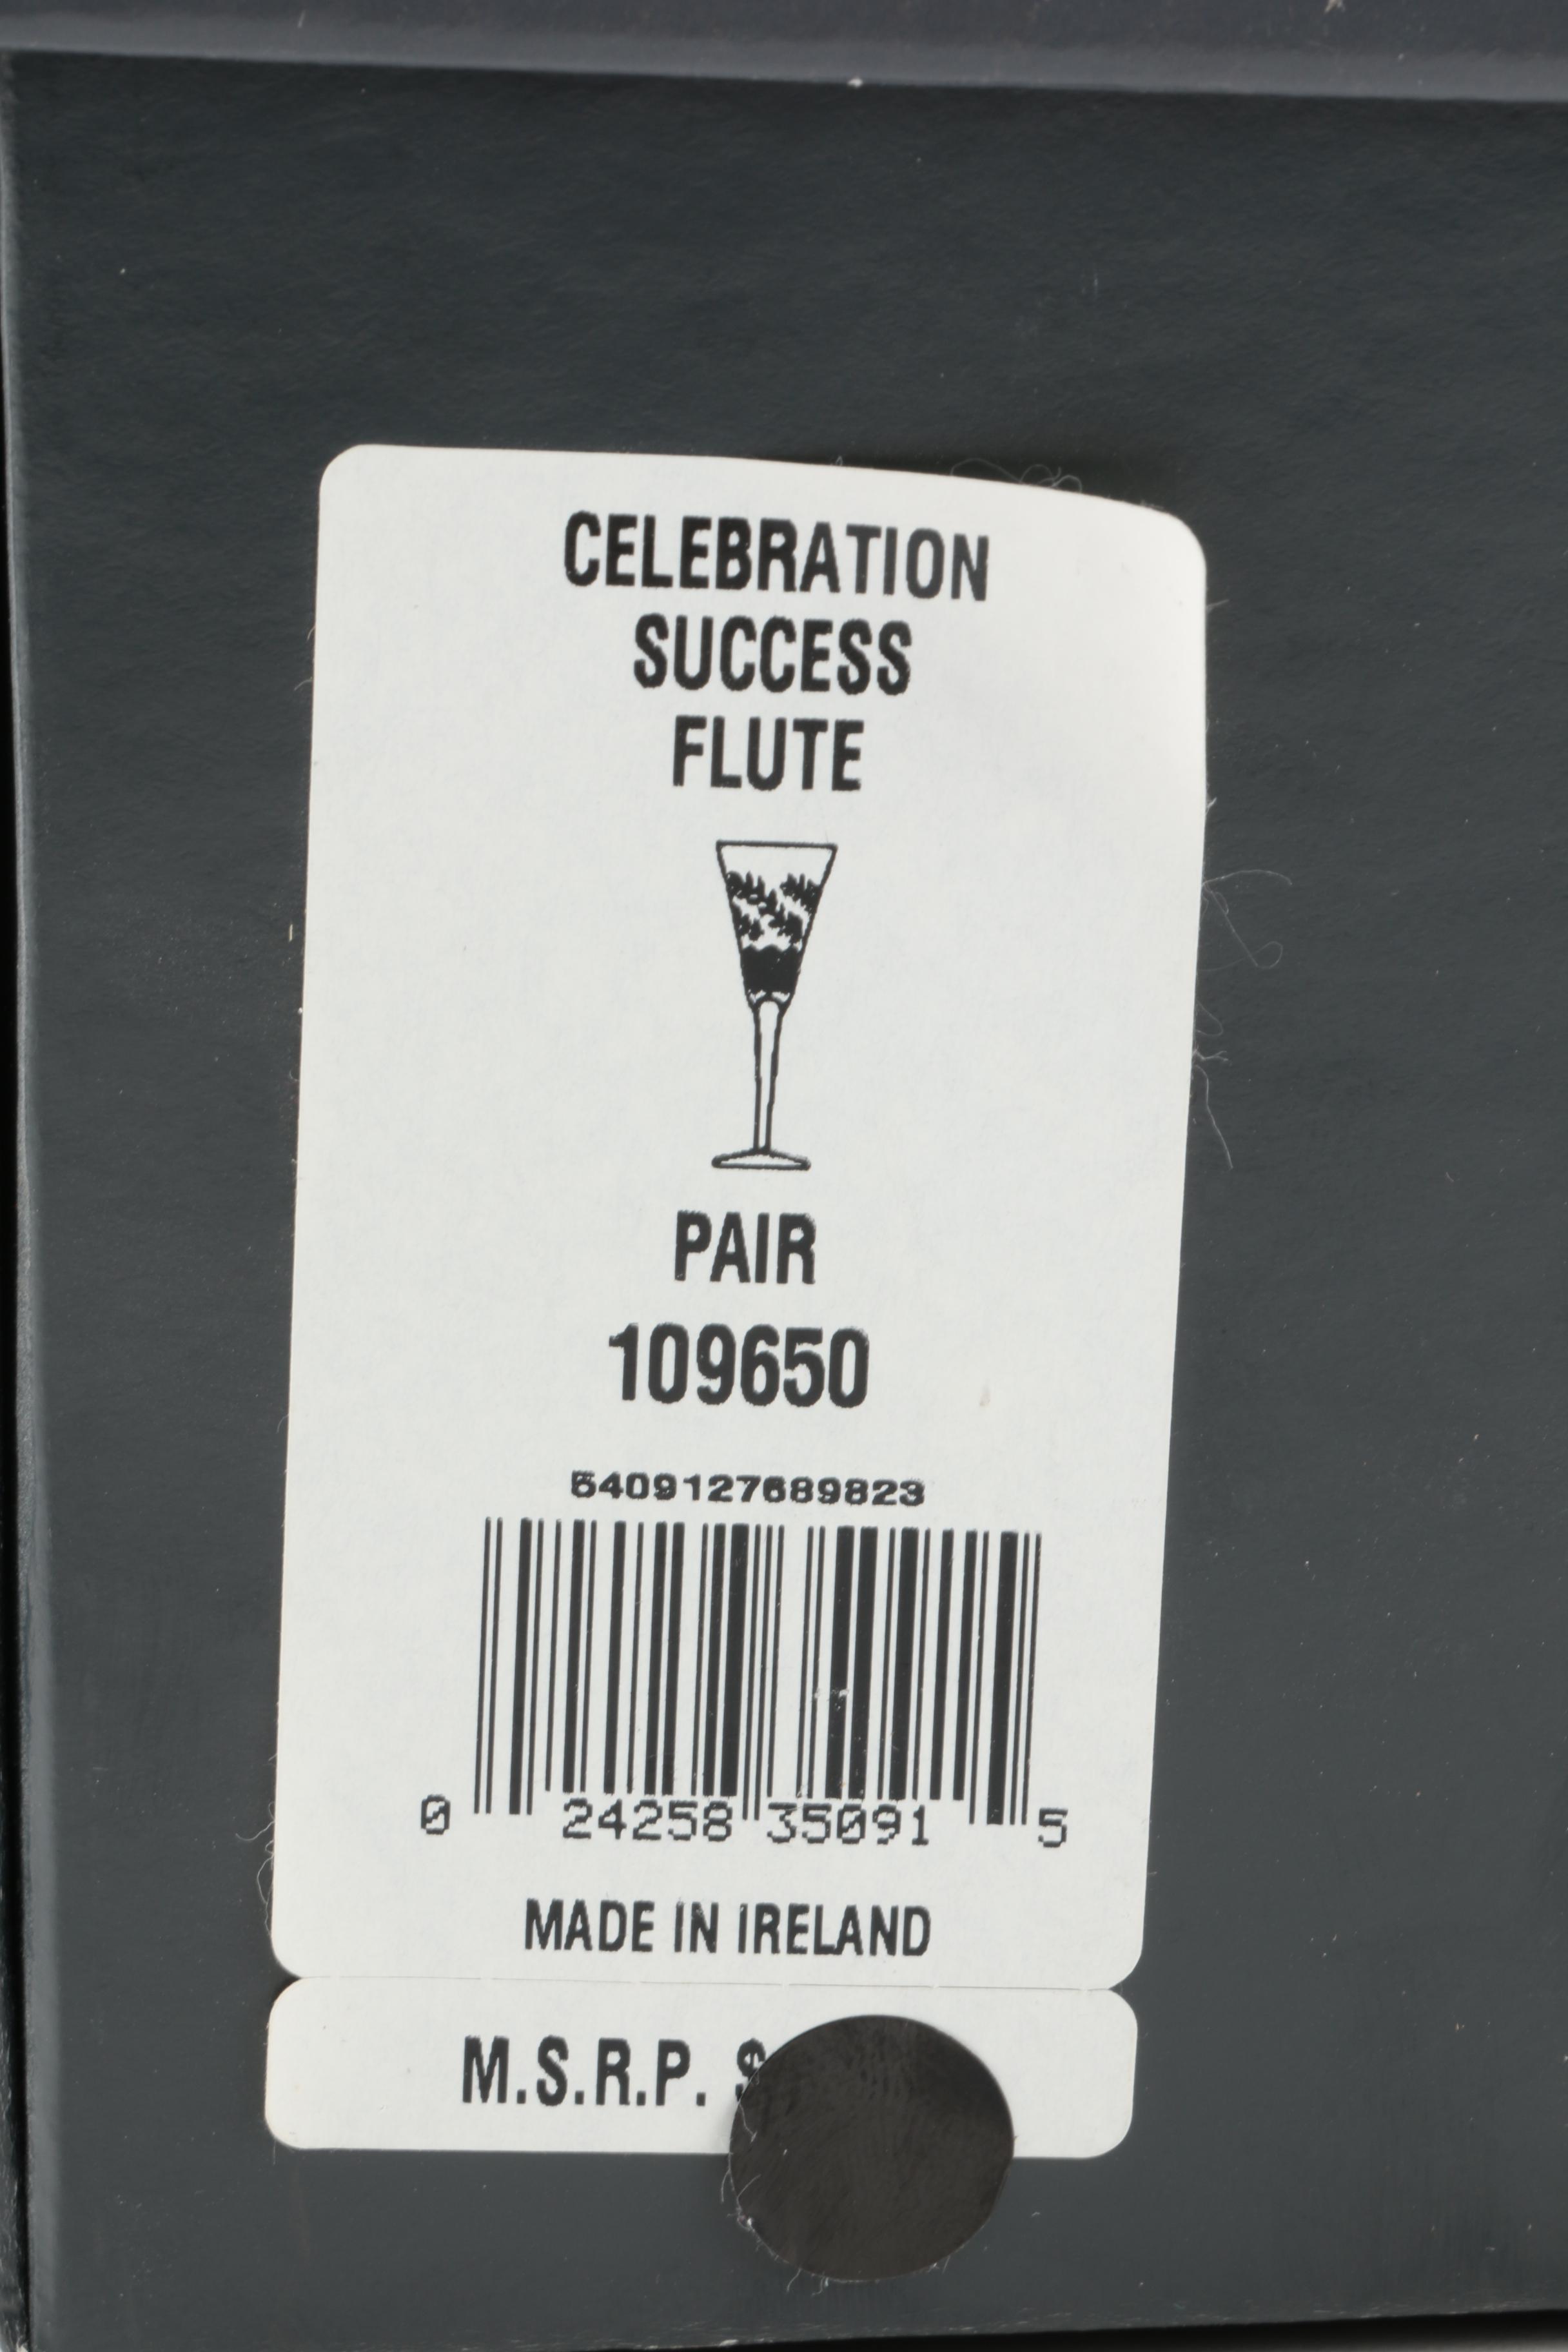 CELEBRATION
SUCCESS
FLUTE
PAIR
109650
5409127689823
0 24258 35091 5
MADE IN IRELAND
M.S.R.P. $